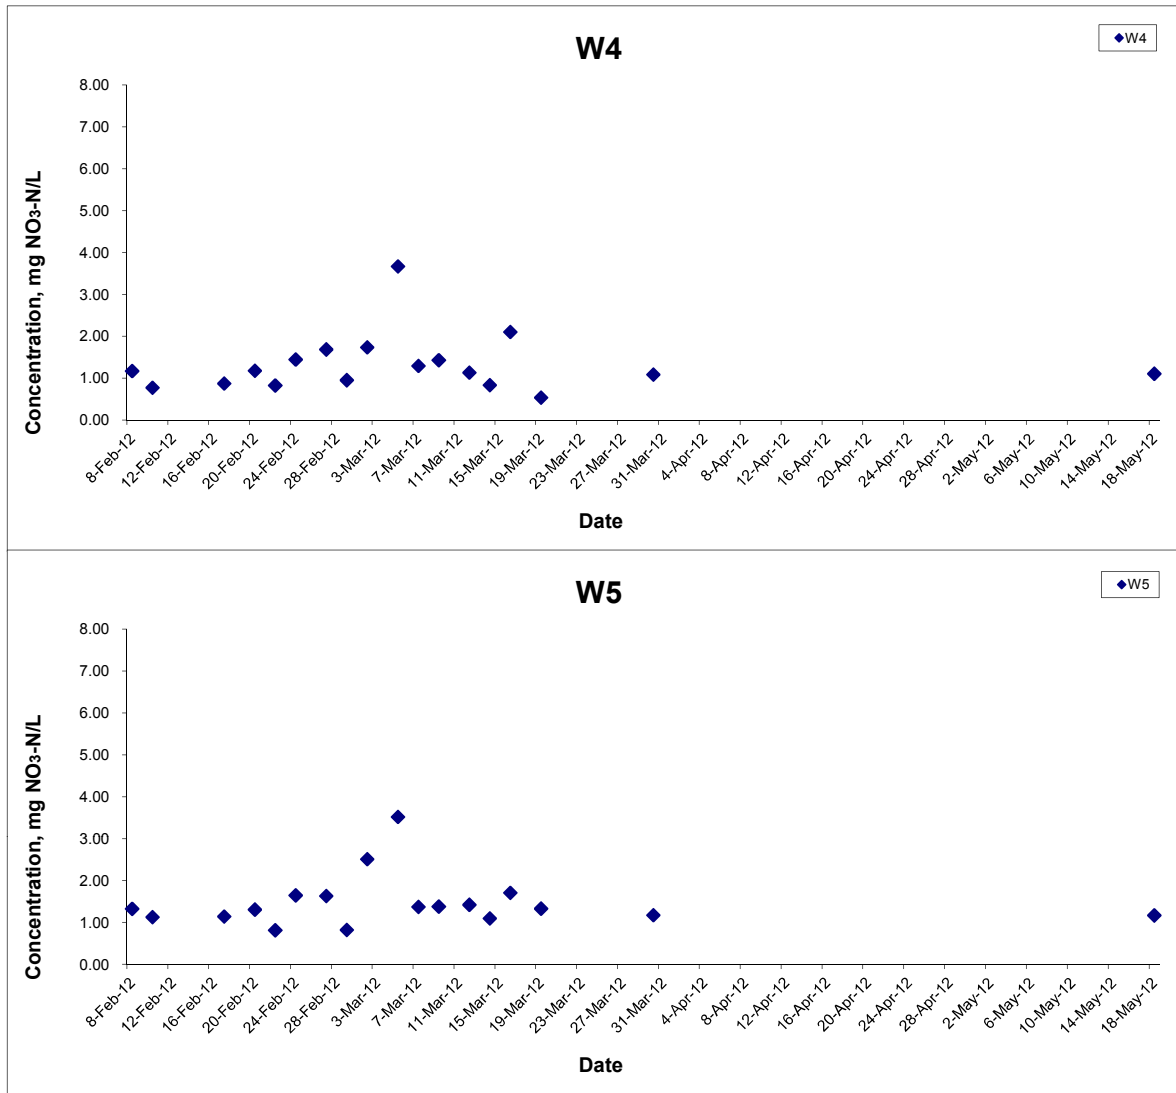 W4
W4
8.00
7.00
6.00
5.00
4.00
3.00
2.00
1.00
0.00
Concentration, mg NO3-N/L
8-Feb-12
12-Feb-12
16-Feb-12
20-Feb-12
24-Feb-12
28-Feb-12
3-Mar-12
7-Mar-12
11-Mar-12
15-Mar-12
19-Mar-12
23-Mar-12
27-Mar-12
31-Mar-12
4-Apr-12
8-Apr-12
12-Apr-12
16-Apr-12
20-Apr-12
24-Apr-12
28-Apr-12
2-May-12
6-May-12
10-May-12
14-May-12
18-May-12
Date
W5
W5
8.00
7.00
6.00
5.00
4.00
3.00
2.00
1.00
0.00
Concentration, mg NO3-N/L
8-Feb-12
12-Feb-12
16-Feb-12
20-Feb-12
24-Feb-12
28-Feb-12
3-Mar-12
7-Mar-12
11-Mar-12
15-Mar-12
19-Mar-12
23-Mar-12
27-Mar-12
31-Mar-12
4-Apr-12
8-Apr-12
12-Apr-12
16-Apr-12
20-Apr-12
24-Apr-12
28-Apr-12
2-May-12
6-May-12
10-May-12
14-May-12
18-May-12
Date